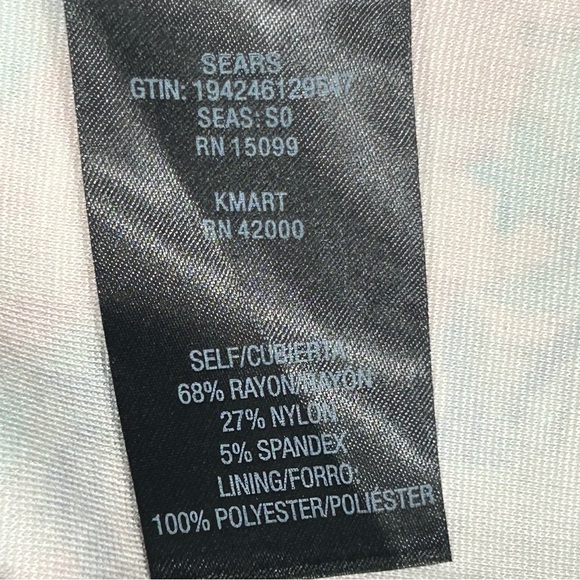 SEARS
GTIN: 194246129547
SEAS: S0
RN 15099
KMART
RN 42000
SELF/CUBIERTA:
68% RAYON/RAYON
27% NYLON
5% SPANDEX
LINING/FORRO:
100% POLYESTER/POLIÉSTER